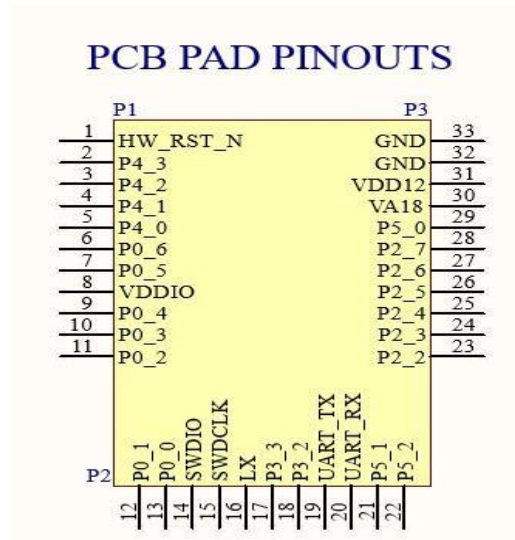 PCB PAD PINOUTS
P1 P3
1 HW_RST_N GND 33
2 P4_3 GND 32
3 P4_2 VDD12 31
4 P4_1 VA18 30
5 P4_0 P5_0 29
6 P0_6 P2_7 28
7 P0_5 P2_6 27
8 VDDIO P2_5 26
9 P0_4 P2_4 25
10 P0_3 P2_3 24
11 P0_2 P2_2 23
P2
P0_1 P0_0 SWDIO SWDCLK LX P3_3 P3_2 UART_TX UART_RX P5_1 P5_2
12 13 14 15 16 17 18 19 20 21 22